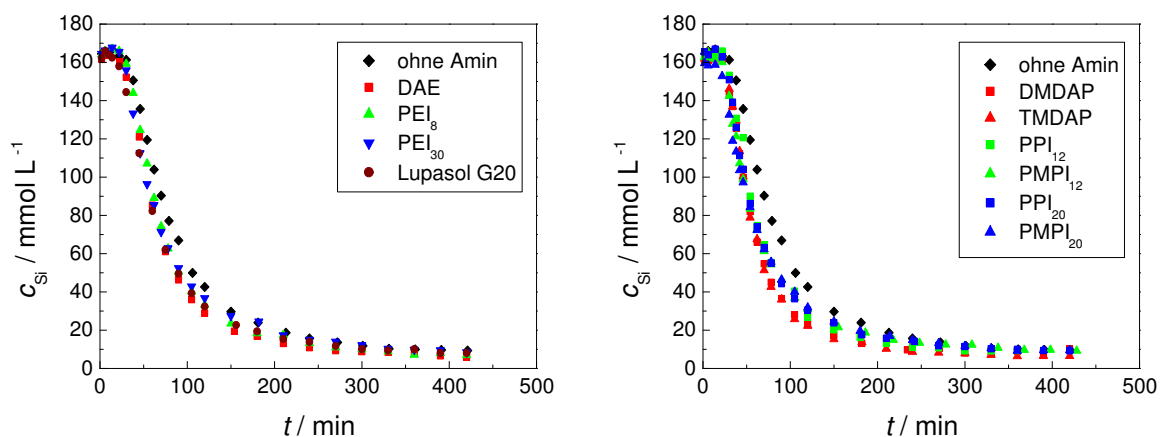 180
160
140
120
100
80
60
40
20
0
c_Si / mmol L⁻¹
0 100 200 300 400 500
t / min
ohne Amin
DAE
PEI₈
PEI₃₀
Lupasol G20
180
160
140
120
100
80
60
40
20
0
c_Si / mmol L⁻¹
0 100 200 300 400 500
t / min
ohne Amin
DMDAP
TMDAP
PPI₁₂
PMPI₁₂
PPI₂₀
PMPI₂₀